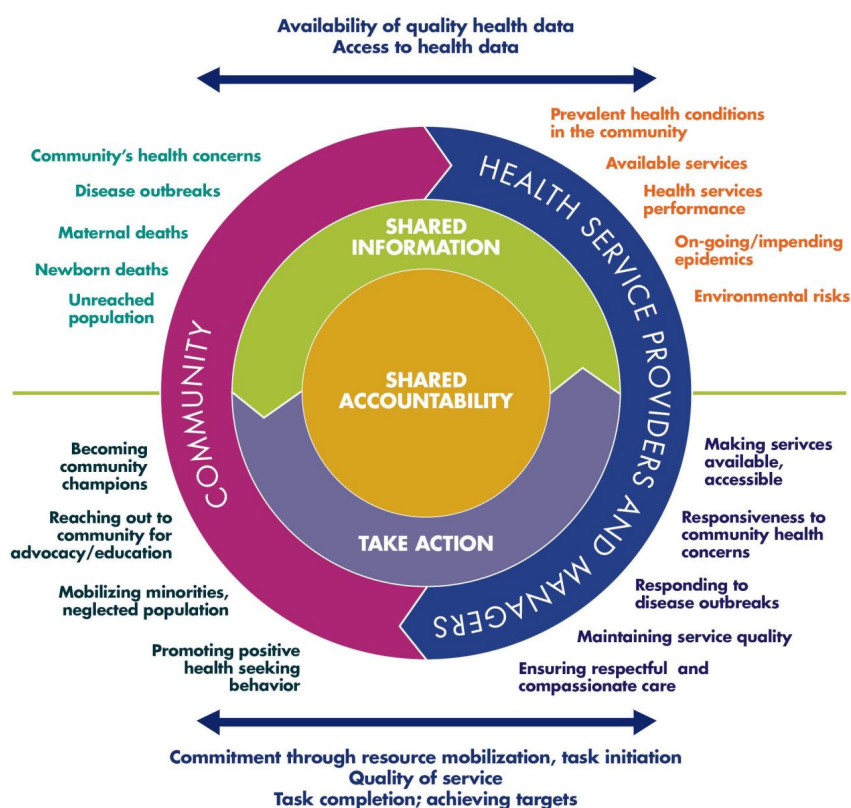 Availability of quality health data
Access to health data
Community's health concerns
Disease outbreaks
Maternal deaths
Newborn deaths
Unreached
population
Prevalent health conditions
in the community
Available services
Health services
performance
On-going/impending
epidemics
Environmental risks
COMMUNITY
HEALTH SERVICE PROVIDERS AND MANAGERS
SHARED
INFORMATION
SHARED
ACCOUNTABILITY
TAKE ACTION
Becoming
community
champions
Reaching out to
community for
advocacy/education
Mobilizing minorities,
neglected population
Promoting positive
health seeking
behavior
Making serivces
available,
accessible
Responsiveness to
community health
concerns
Responding to
disease outbreaks
Maintaining service quality
Ensuring respectful and
compassionate care
Commitment through resource mobilization, task initiation
Quality of service
Task completion; achieving targets